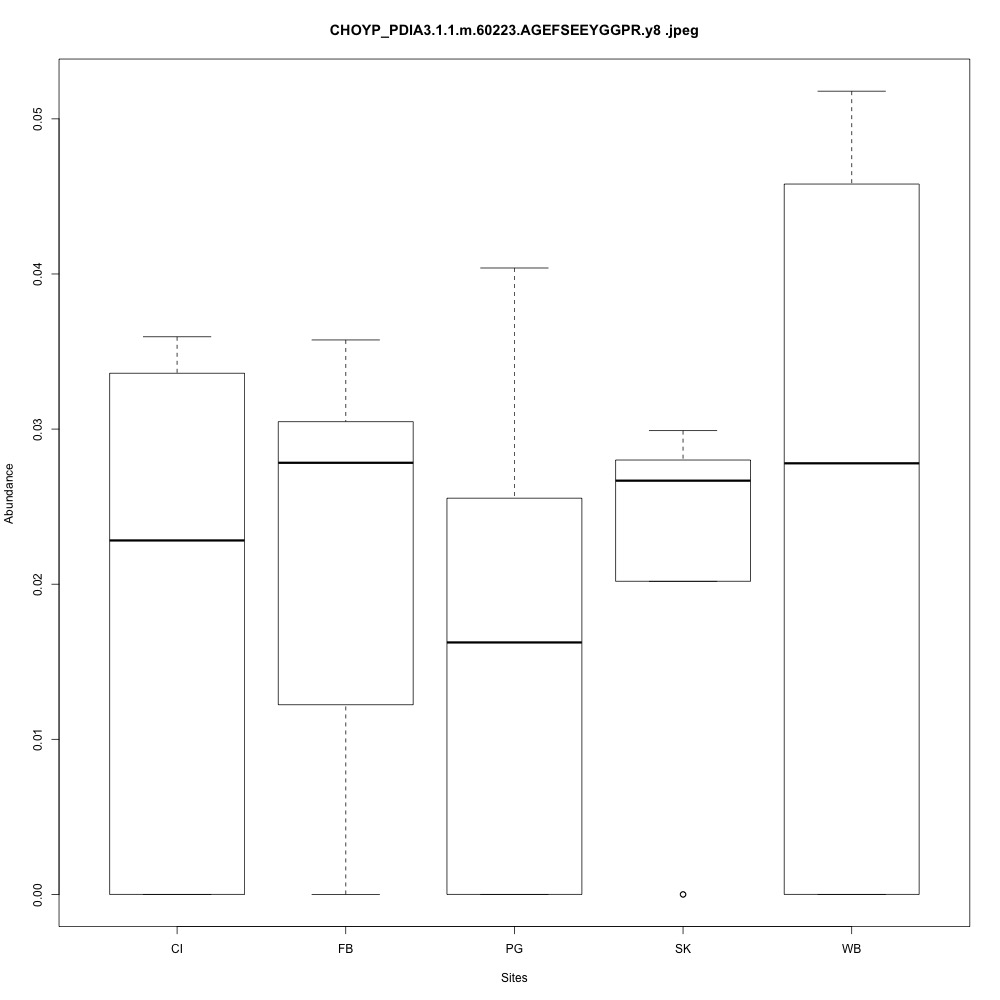 CHOYP_PDIA3.1.1.m.60223.AGEFSEEYGGPR.y8 .jpeg
0.05
0.04
0.03
0.02
0.01
0.00
Abundance
CI FB PG SK WB
Sites